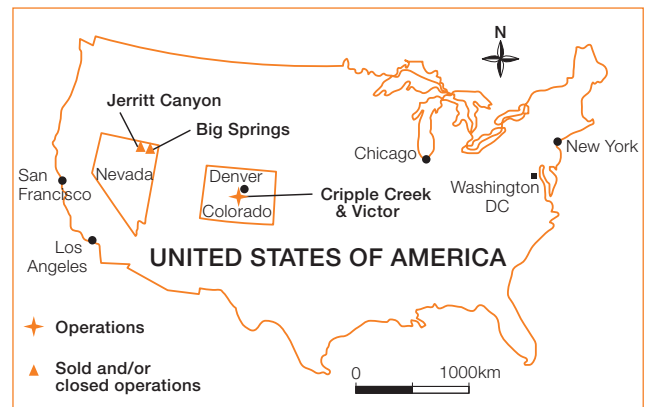 N
Jerritt Canyon
Big Springs
Chicago
New York
San
Francisco
Nevada
Denver
Colorado
Cripple Creek
& Victor
Washington
DC
Los
Angeles
UNITED STATES OF AMERICA
Operations
Sold and/or
closed operations
0
1000km